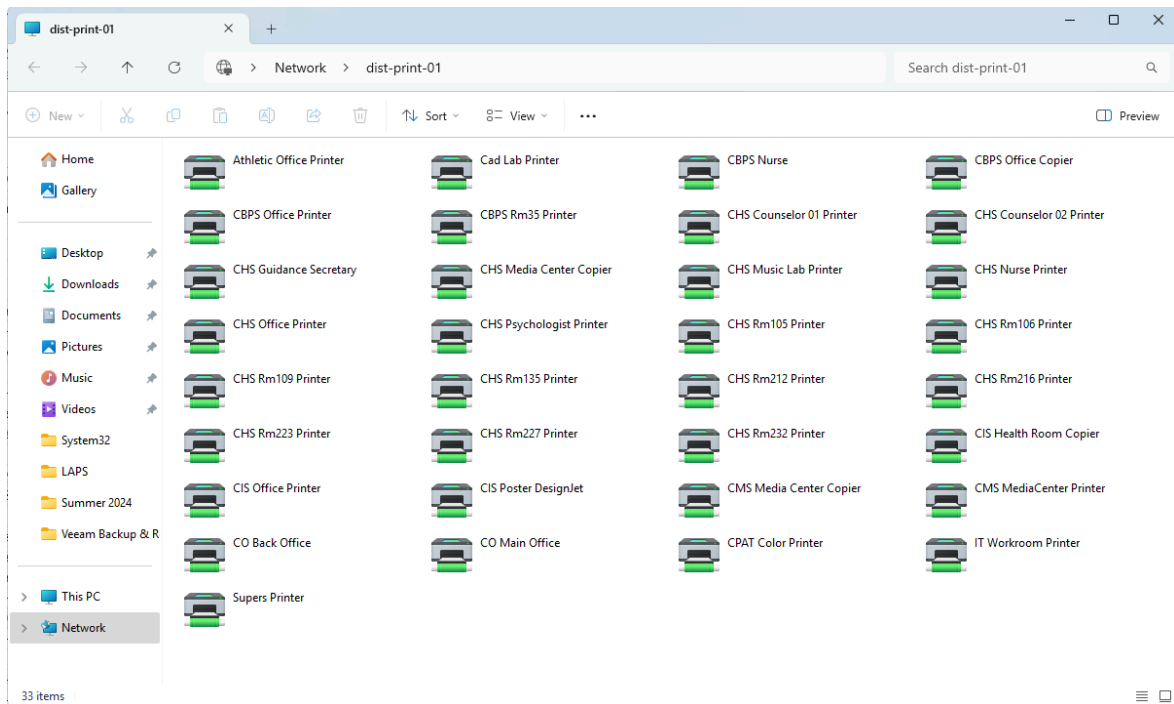 dist-print-01
Network > dist-print-01
Search dist-print-01
New
Sort
View
Preview
Home
Gallery
Desktop
Downloads
Documents
Pictures
Music
Videos
System32
LAPS
Summer 2024
Veeam Backup & R
This PC
Network
Athletic Office Printer
Cad Lab Printer
CBPS Nurse
CBPS Office Copier
CBPS Office Printer
CBPS Rm35 Printer
CHS Counselor 01 Printer
CHS Counselor 02 Printer
CHS Guidance Secretary
CHS Media Center Copier
CHS Music Lab Printer
CHS Nurse Printer
CHS Office Printer
CHS Psychologist Printer
CHS Rm105 Printer
CHS Rm106 Printer
CHS Rm109 Printer
CHS Rm135 Printer
CHS Rm212 Printer
CHS Rm216 Printer
CHS Rm223 Printer
CHS Rm227 Printer
CHS Rm232 Printer
CIS Health Room Copier
CIS Office Printer
CIS Poster DesignJet
CMS Media Center Copier
CMS MediaCenter Printer
CO Back Office
CO Main Office
CPAT Color Printer
IT Workroom Printer
Supers Printer
33 items